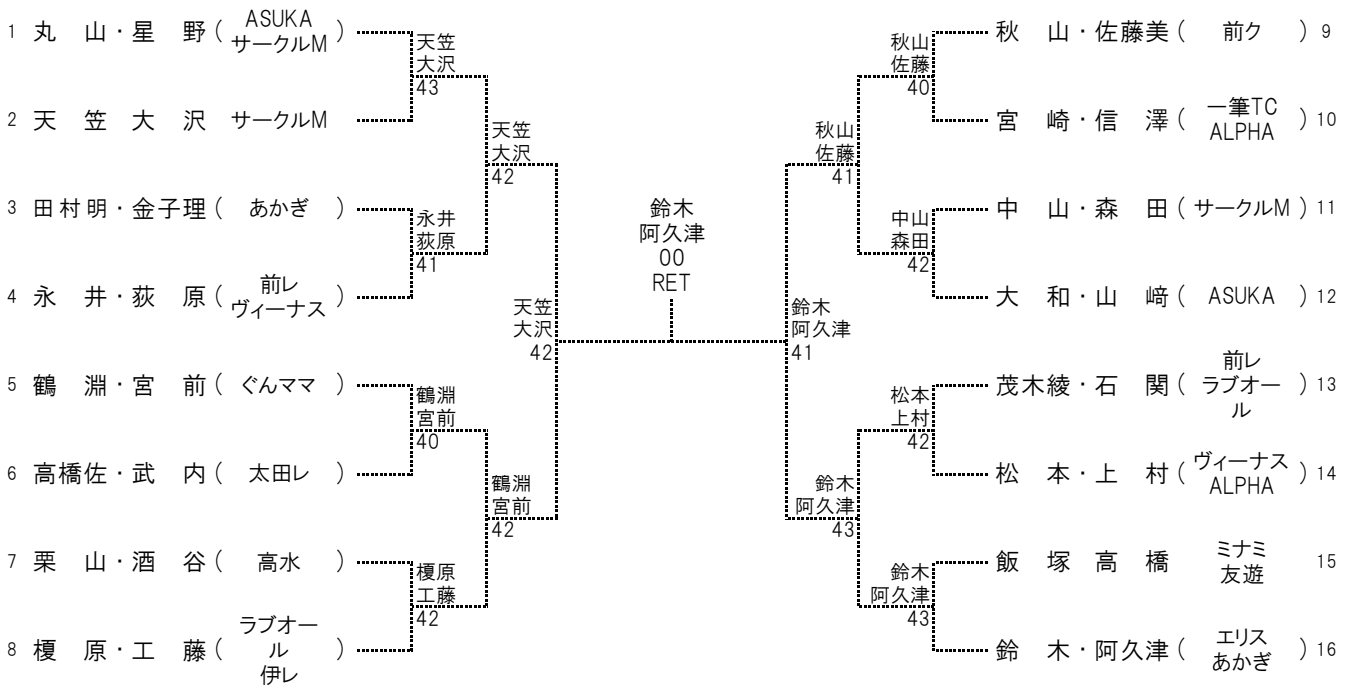 1 丸 山・星 野 ( ASUKA サークルM )
2 天 笠 大 沢 サークルM
3 田村明・金子理 ( あかぎ )
4 永 井・荻 原 ( 前レ ヴィーナス )
5 鶴 淵・宮 前 ( ぐんママ )
6 高橋佐・武 内 ( 太田レ )
7 栗 山・酒 谷 ( 高水 )
8 榎 原・工 藤 ( ラブオール 伊レ )
天笠
大沢
43
永井
荻原
41
鶴淵
宮前
40
榎原
工藤
42
天笠
大沢
42
鶴淵
宮前
42
天笠
大沢
42
鈴木
阿久津
00
RET
鈴木
阿久津
41
秋山
佐藤
41
鈴木
阿久津
43
秋山
佐藤
40
中山
森田
42
松本
上村
42
鈴木
阿久津
43
秋 山・佐藤美 ( 前ク ) 9
宮 崎・信 澤 ( 一筆TC ALPHA ) 10
中 山・森 田 ( サークルM ) 11
大 和・山 﨑 ( ASUKA ) 12
茂木綾・石 関 ( 前レ ラブオール ) 13
松 本・上 村 ( ヴィーナス ALPHA ) 14
飯 塚 高 橋 ミナミ 友遊 15
鈴 木・阿久津 ( エリス あかぎ ) 16